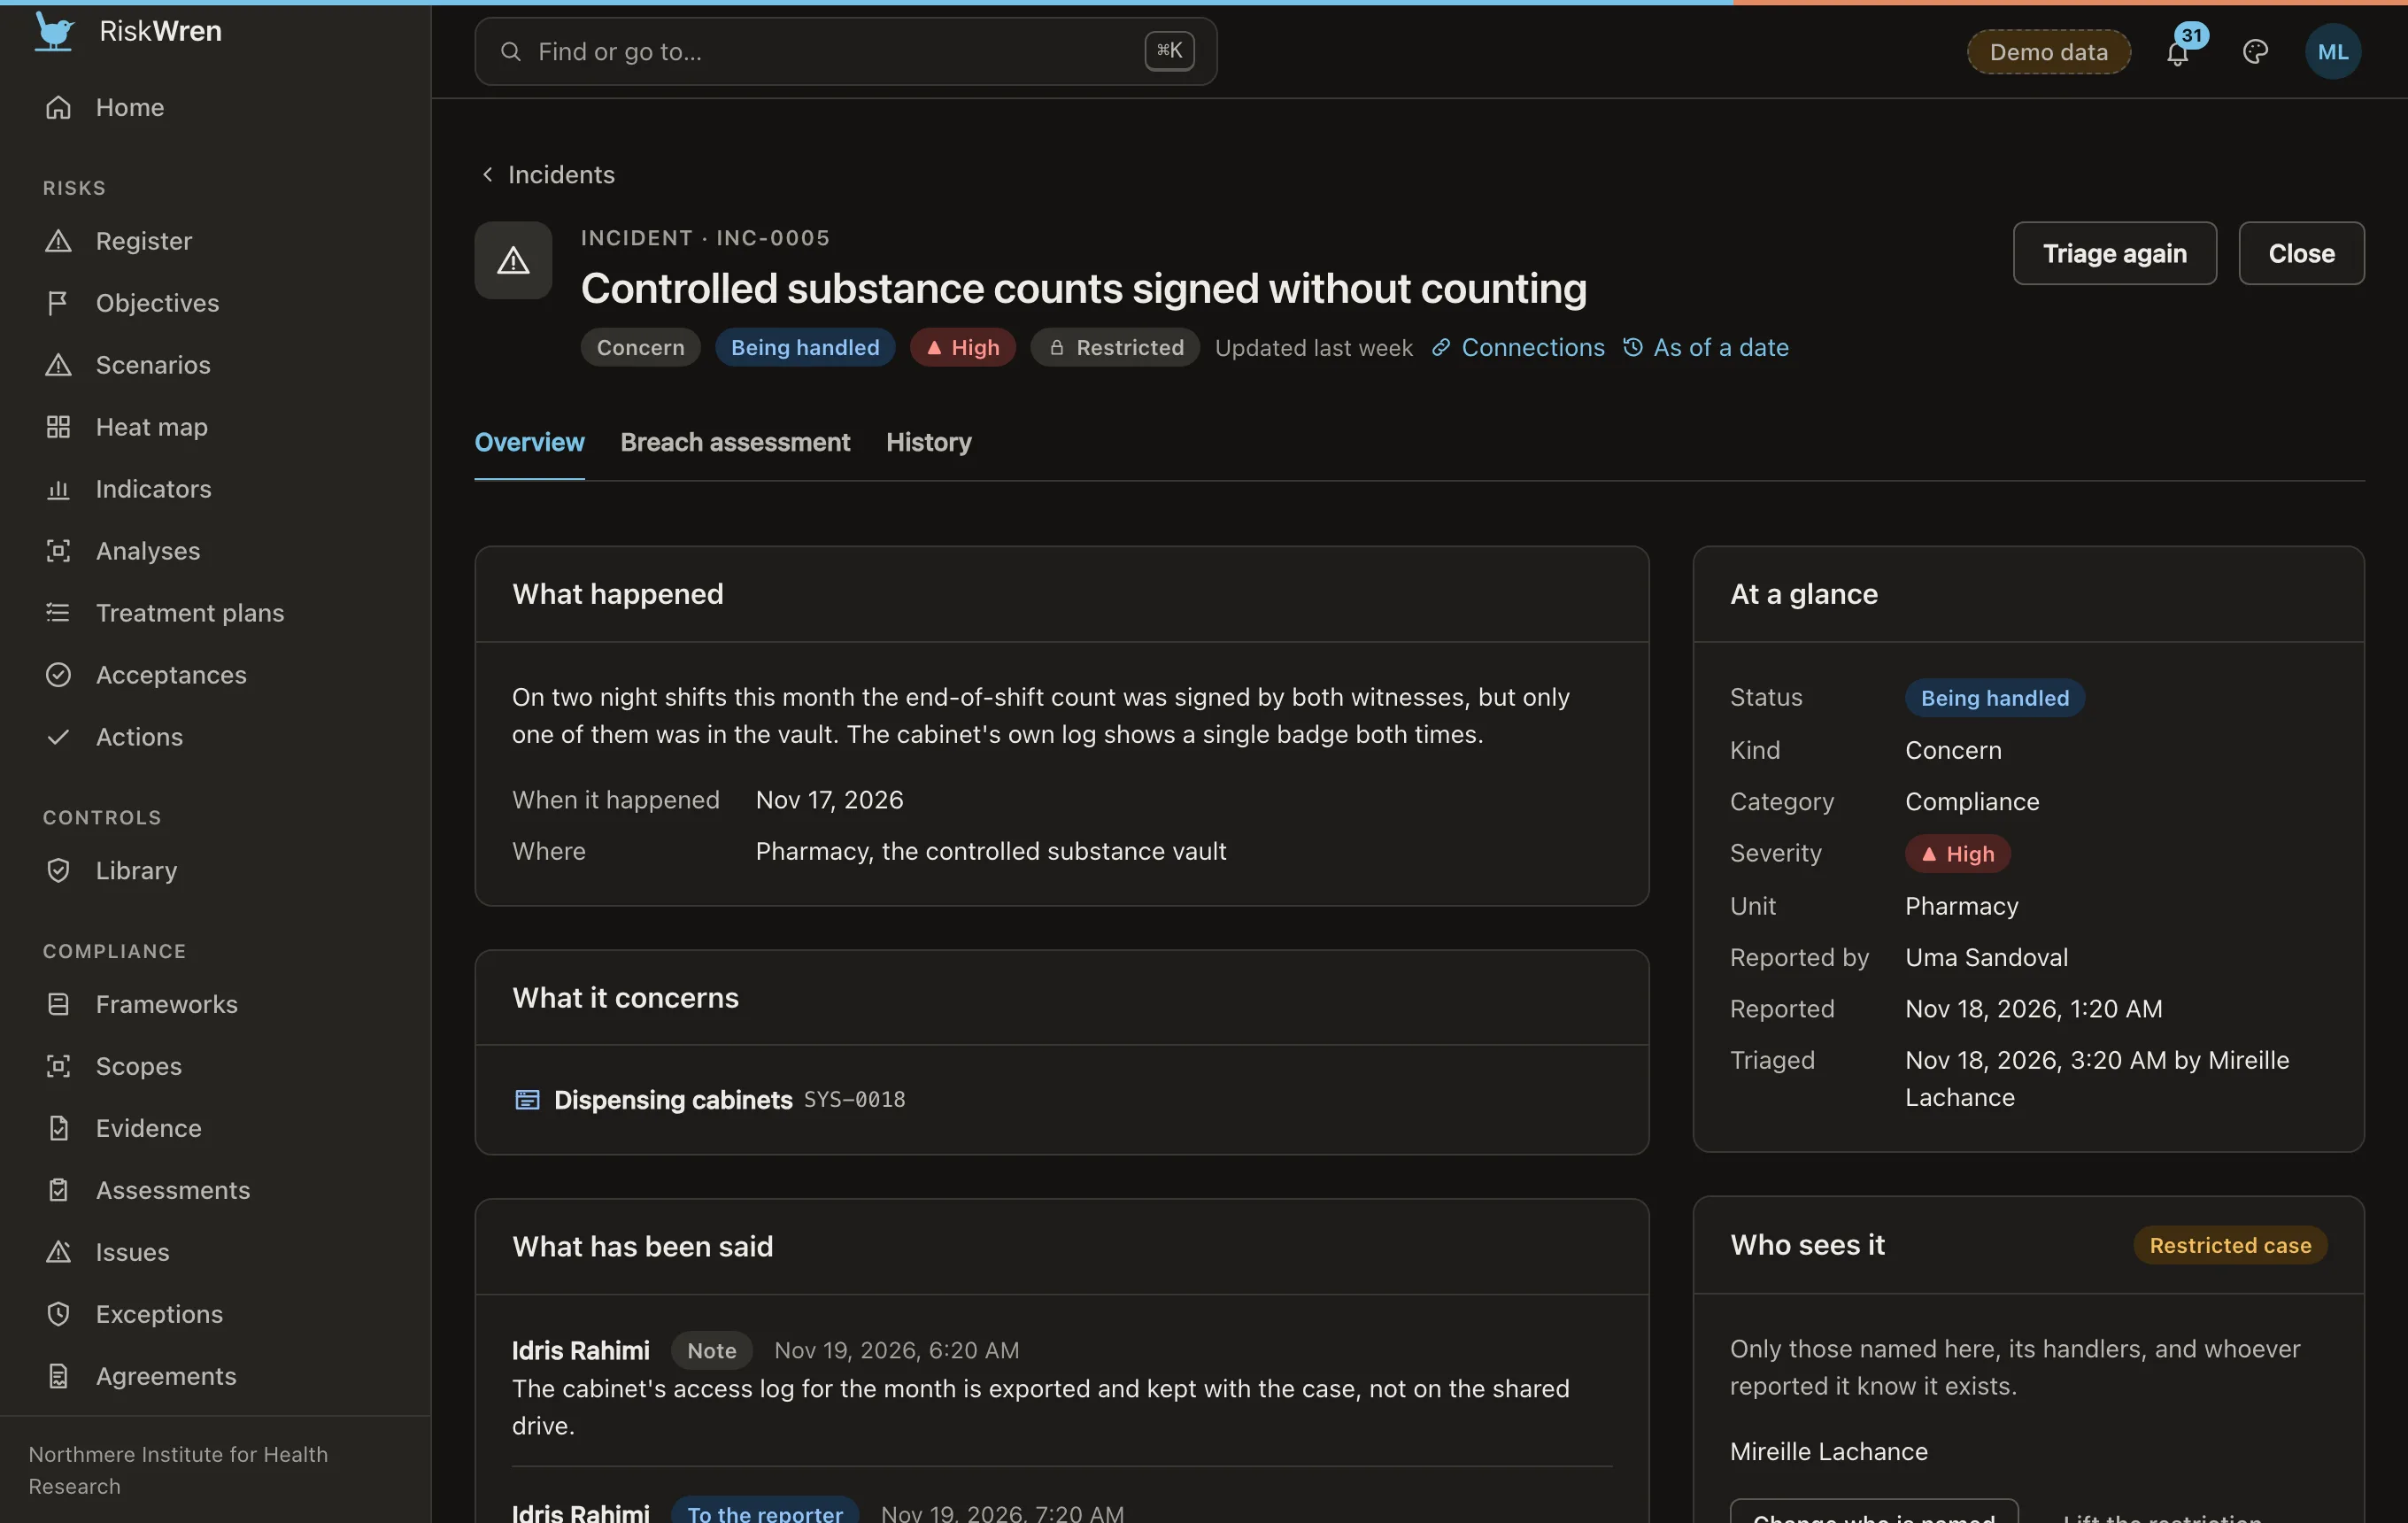 RiskWren
Find or go to...
⌘K
Demo data
31
ML
Home
RISKS
Register
Objectives
Scenarios
Heat map
Indicators
Analyses
Treatment plans
Acceptances
Actions
CONTROLS
Library
COMPLIANCE
Frameworks
Scopes
Evidence
Assessments
Issues
Exceptions
Agreements
Northmere Institute for Health
Research
Incidents
INCIDENT · INC-0005
Controlled substance counts signed without counting
Triage again
Close
Concern
Being handled
High
Restricted
Updated last week
Connections
As of a date
Overview
Breach assessment
History
What happened
On two night shifts this month the end-of-shift count was signed by both witnesses, but only
one of them was in the vault. The cabinet's own log shows a single badge both times.
When it happened Nov 17, 2026
Where Pharmacy, the controlled substance vault
What it concerns
Dispensing cabinets SYS-0018
What has been said
Idris Rahimi Note Nov 19, 2026, 6:20 AM
The cabinet's access log for the month is exported and kept with the case, not on the shared
drive.
Idris Rahimi To the reporter Nov 19, 2026, 7:20 AM
At a glance
Status Being handled
Kind Concern
Category Compliance
Severity High
Unit Pharmacy
Reported by Uma Sandoval
Reported Nov 18, 2026, 1:20 AM
Triaged Nov 18, 2026, 3:20 AM by Mireille
Lachance
Who sees it
Restricted case
Only those named here, its handlers, and whoever
reported it know it exists.
Mireille Lachance
Change who is named
Lift the restriction